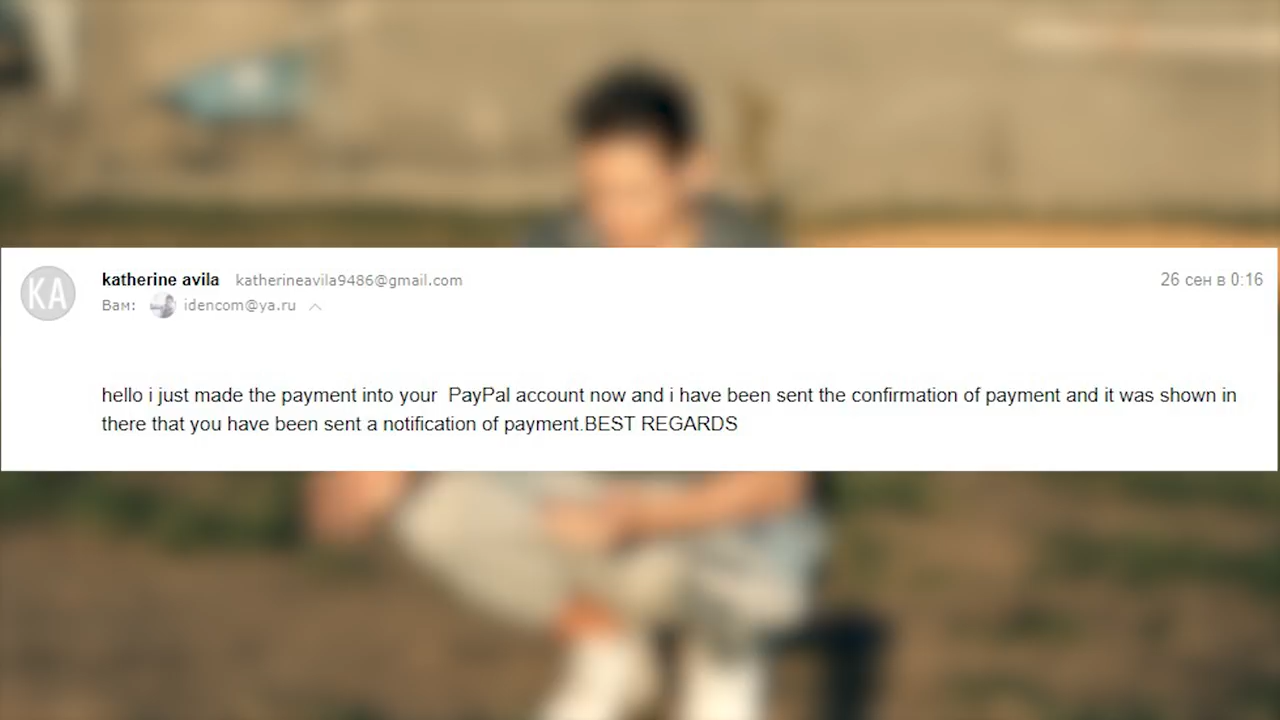 KA
katherine avila katherineavila9486@gmail.com 26 сен в 0:16
Вам: idencom@ya.ru
hello i just made the payment into your  PayPal account now and i have been sent the confirmation of payment and it was shown in
there that you have been sent a notification of payment.BEST REGARDS